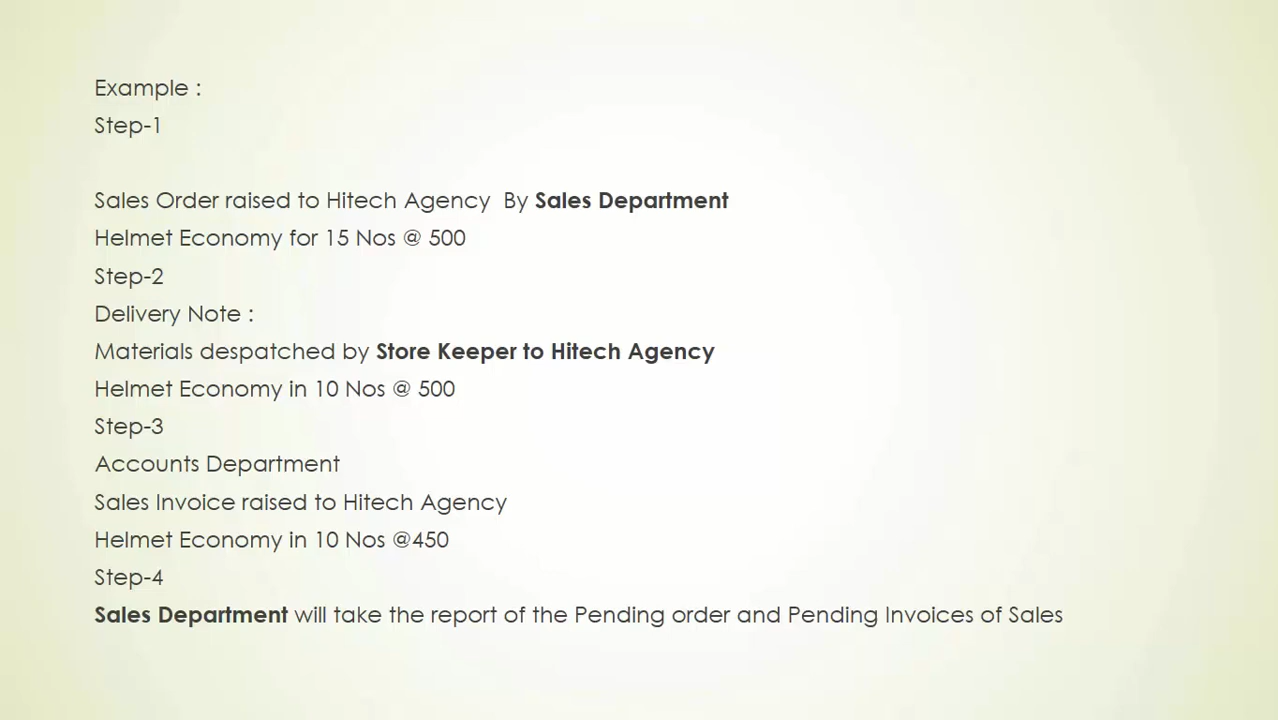 Example :
Step-1
Sales Order raised to Hitech Agency  By Sales Department
Helmet Economy for 15 Nos @ 500
Step-2
Delivery Note :
Materials despatched by Store Keeper to Hitech Agency
Helmet Economy in 10 Nos @ 500
Step-3
Accounts Department
Sales Invoice raised to Hitech Agency
Helmet Economy in 10 Nos @450
Step-4
Sales Department will take the report of the Pending order and Pending Invoices of Sales